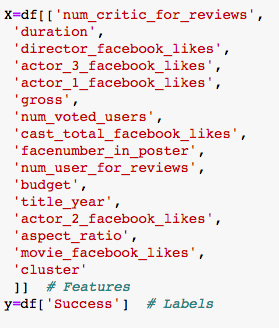 X=df[['num_critic_for_reviews',
'duration',
'director_facebook_likes',
'actor_3_facebook_likes',
'actor_1_facebook_likes',
'gross',
'num_voted_users',
'cast_total_facebook_likes',
'facenumber_in_poster',
'num_user_for_reviews',
'budget',
'title_year',
'actor_2_facebook_likes',
'aspect_ratio',
'movie_facebook_likes',
'cluster'
]]  # Features
y=df['Success']  # Labels